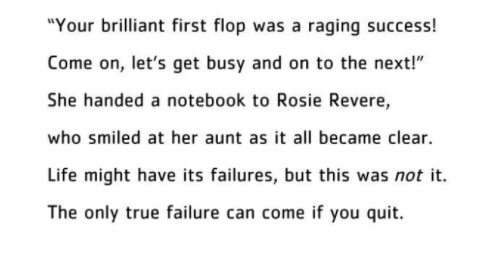 "Your brilliant first flop was a raging success!
Come on, let's get busy and on to the next!"
She handed a notebook to Rosie Revere,
who smiled at her aunt as it all became clear.
Life might have its failures, but this was not it.
The only true failure can come if you quit.